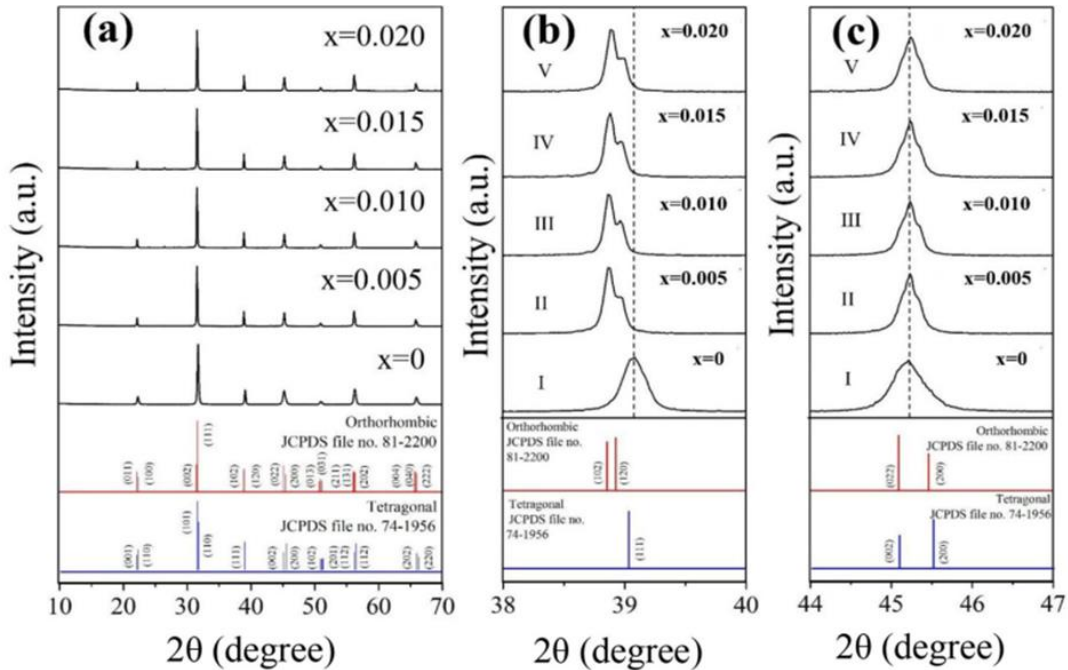 (a)
x=0.020
x=0.015
x=0.010
x=0.005
x=0
Orthorhombic
JCPDS file no. 81-2200
(011)
(100)
(002)
(111)
(102)
(120)
(022)
(200)
(013)
(031)
(211)
(131)
(202)
(004)
(040)
(222)
Tetragonal
JCPDS file no. 74-1956
(001)
(110)
(101)
(110)
(111)
(002)
(200)
(102)
(201)
(112)
(112)
(202)
(220)
10 20 30 40 50 60 70
2θ (degree)
Intensity (a.u.)
(b)
x=0.020
V
x=0.015
IV
x=0.010
III
x=0.005
II
x=0
I
Orthorhombic
JCPDS file no.
81-2200
(102)
(120)
Tetragonal
JCPDS file no.
74-1956
(111)
38 39 40
2θ (degree)
Intensity (a.u.)
(c)
x=0.020
V
x=0.015
IV
x=0.010
III
x=0.005
II
x=0
I
Orthorhombic
JCPDS file no. 81-2200
(022)
(200)
Tetragonal
JCPDS file no. 74-1956
(002)
(200)
44 45 46 47
2θ (degree)
Intensity (a.u.)